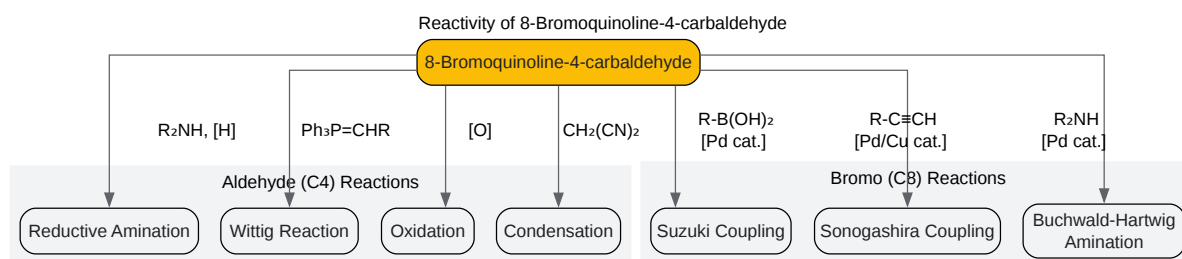 Reactivity of 8-Bromoquinoline-4-carbaldehyde
8-Bromoquinoline-4-carbaldehyde
R₂NH, [H]
Ph₃P=CHR
[O]
CH₂(CN)₂
R-B(OH)₂
[Pd cat.]
R-C≡CH
[Pd/Cu cat.]
R₂NH
[Pd cat.]
Aldehyde (C4) Reactions
Bromo (C8) Reactions
Reductive Amination
Wittig Reaction
Oxidation
Condensation
Suzuki Coupling
Sonogashira Coupling
Buchwald-Hartwig
Amination